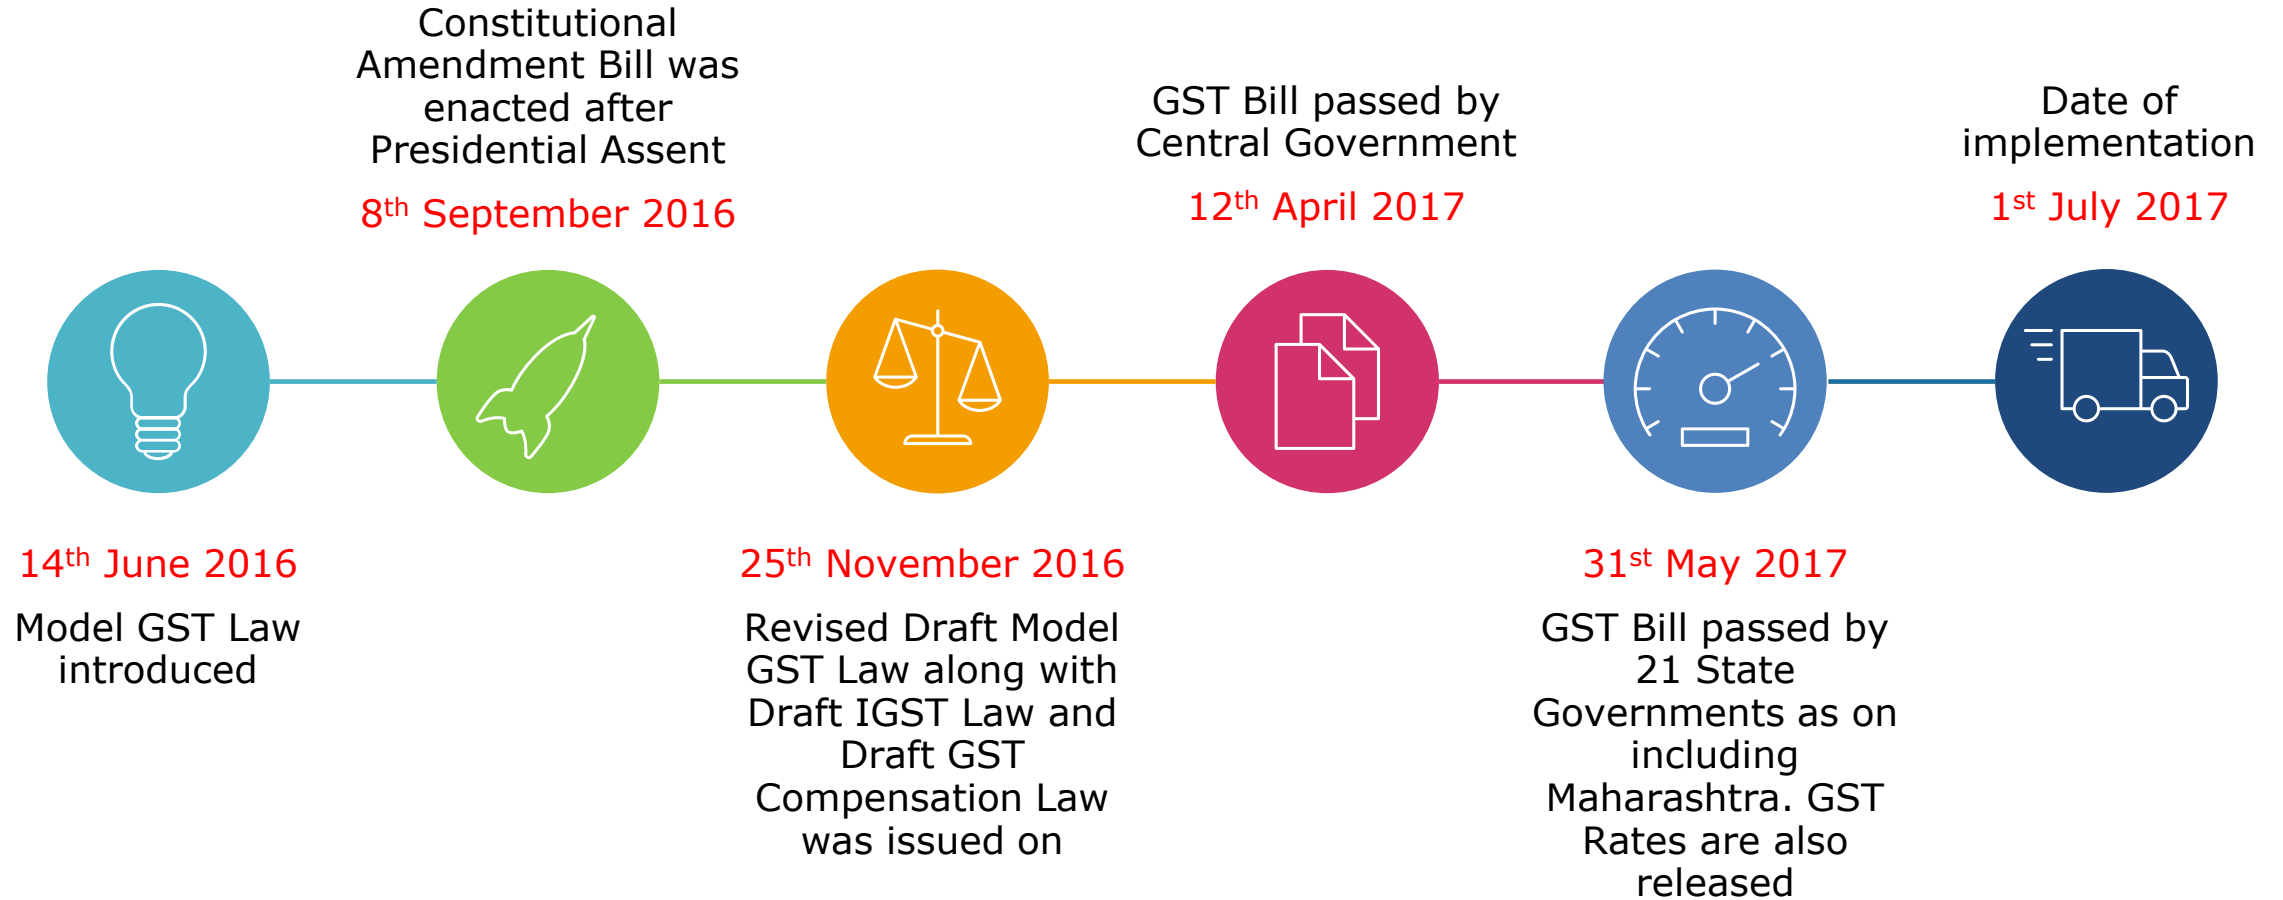 Constitutional
Amendment Bill was
enacted after
Presidential Assent
8th September 2016
GST Bill passed by
Central Government
12th April 2017
Date of
implementation
1st July 2017
14th June 2016
Model GST Law
introduced
25th November 2016
Revised Draft Model
GST Law along with
Draft IGST Law and
Draft GST
Compensation Law
was issued on
31st May 2017
GST Bill passed by
21 State
Governments as on
including
Maharashtra. GST
Rates are also
released